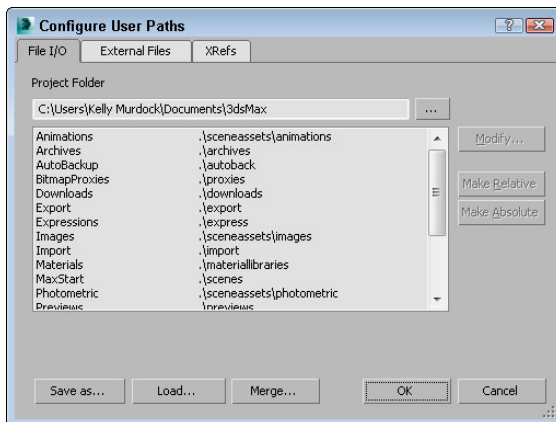 Configure User Paths
File I/O External Files XRefs
Project Folder
C:\Users\Kelly Murdock\Documents\3dsMax ...
Animations .\sceneassets\animations
Modify...
Archives .\archives
AutoBackup .\autoback
BitmapProxies .\proxies
Make Relative
Downloads .\downloads
Export .\export
Make Absolute
Expressions .\express
Images .\sceneassets\images
Import .\import
Materials .\materiallibraries
MaxStart .\scenes
Photometric .\sceneassets\photometric
Previews .\previews
Save as... Load... Merge... OK Cancel